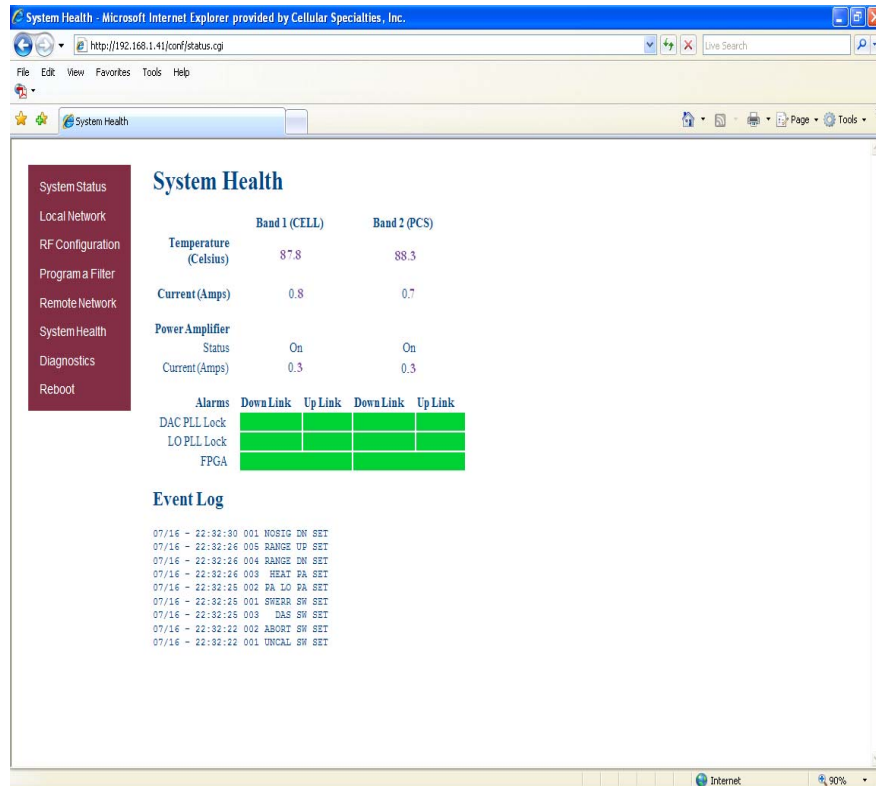 System Health - Microsoft Internet Explorer provided by Cellular Specialties, Inc.
http://192.168.1.41/conf/status.cgi
Live Search
File Edit View Favorites Tools Help
System Health
Page Tools
System Status
Local Network
RF Configuration
Program a Filter
Remote Network
System Health
Diagnostics
Reboot
System Health
Band 1 (CELL) Band 2 (PCS)
Temperature (Celsius) 87.8 88.3
Current (Amps) 0.8 0.7
Power Amplifier
Status On On
Current (Amps) 0.3 0.3
Alarms Down Link Up Link Down Link Up Link
DAC PLL Lock
LO PLL Lock
FPGA
Event Log
07/16 - 22:32:30 001 NOSIG DN SET
07/16 - 22:32:26 005 RANGE UP SET
07/16 - 22:32:26 004 RANGE DN SET
07/16 - 22:32:26 003 HEAT PA SET
07/16 - 22:32:25 002 PA LO PA SET
07/16 - 22:32:25 001 SWERR SW SET
07/16 - 22:32:25 003 DAS SW SET
07/16 - 22:32:22 002 ABORT SW SET
07/16 - 22:32:22 001 UNCAL SW SET
Internet 90%